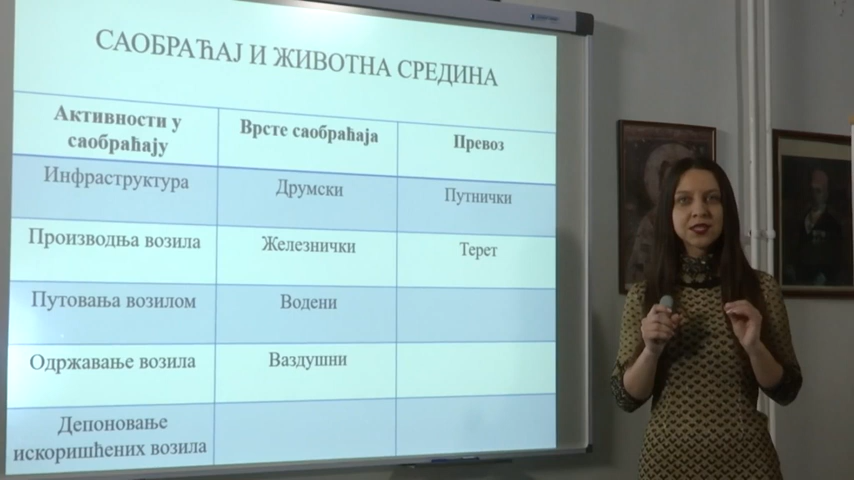 САОБРАЋАЈ И ЖИВОТНА СРЕДИНА
Активности у
саобраћају
Врсте саобраћаја
Превоз
Инфраструктура
Друмски
Путнички
Производња возила
Железнички
Терет
Путовања возилом
Водени
Одржавање возила
Ваздушни
Депоновање
искоришћених возила